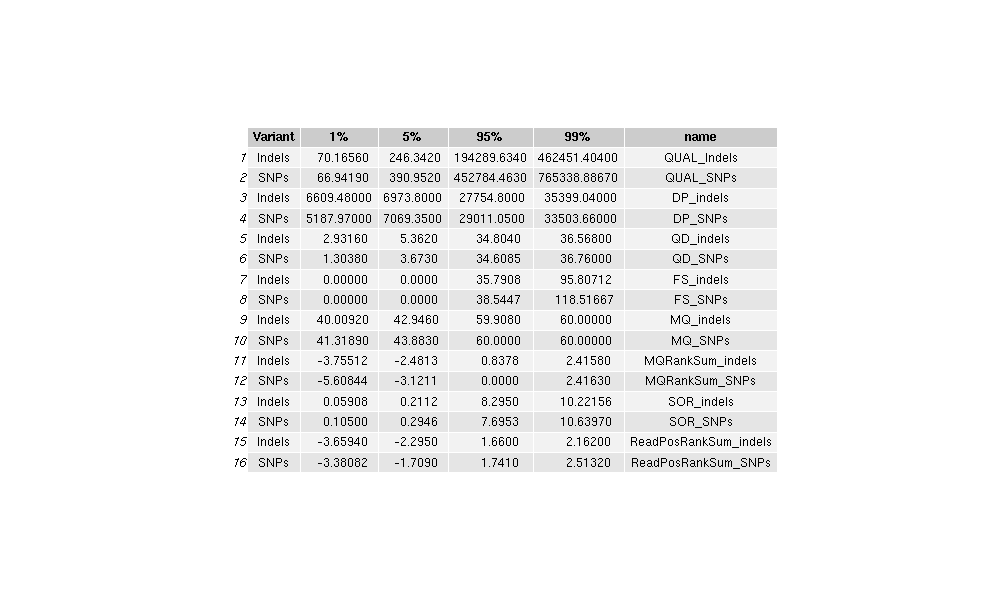 Variant 1% 5% 95% 99% name
1 Indels 70.16560 246.3420 194289.6340 462451.40400 QUAL_Indels
2 SNPs 66.94190 390.9520 452784.4630 765338.88670 QUAL_SNPs
3 Indels 6609.48000 6973.8000 27754.8000 35399.04000 DP_indels
4 SNPs 5187.97000 7069.3500 29011.0500 33503.66000 DP_SNPs
5 Indels 2.93160 5.3620 34.8040 36.56800 QD_indels
6 SNPs 1.30380 3.6730 34.6085 36.76000 QD_SNPs
7 Indels 0.00000 0.0000 35.7908 95.80712 FS_indels
8 SNPs 0.00000 0.0000 38.5447 118.51667 FS_SNPs
9 Indels 40.00920 42.9460 59.9080 60.00000 MQ_indels
10 SNPs 41.31890 43.8830 60.0000 60.00000 MQ_SNPs
11 Indels -3.75512 -2.4813 0.8378 2.41580 MQRankSum_indels
12 SNPs -5.60844 -3.1211 0.0000 2.41630 MQRankSum_SNPs
13 Indels 0.05908 0.2112 8.2950 10.22156 SOR_indels
14 SNPs 0.10500 0.2946 7.6953 10.63970 SOR_SNPs
15 Indels -3.65940 -2.2950 1.6600 2.16200 ReadPosRankSum_indels
16 SNPs -3.38082 -1.7090 1.7410 2.51320 ReadPosRankSum_SNPs